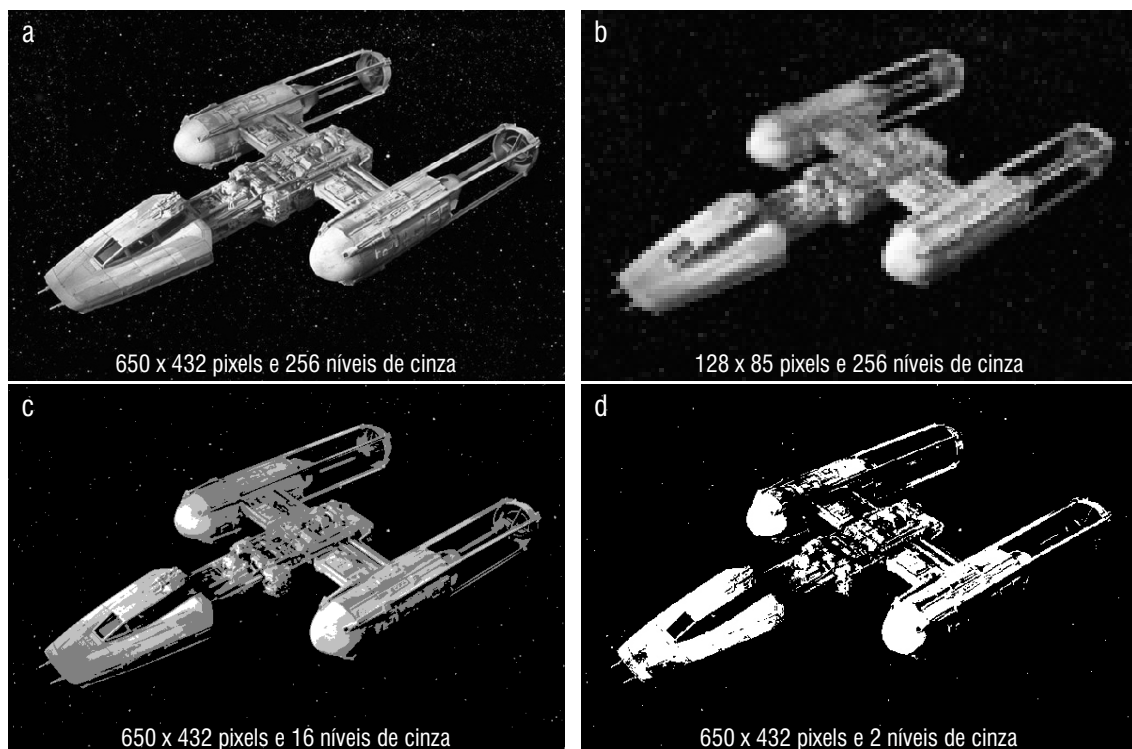 a
650 x 432 pixels e 256 níveis de cinza
b
128 x 85 pixels e 256 níveis de cinza
c
650 x 432 pixels e 16 níveis de cinza
d
650 x 432 pixels e 2 níveis de cinza